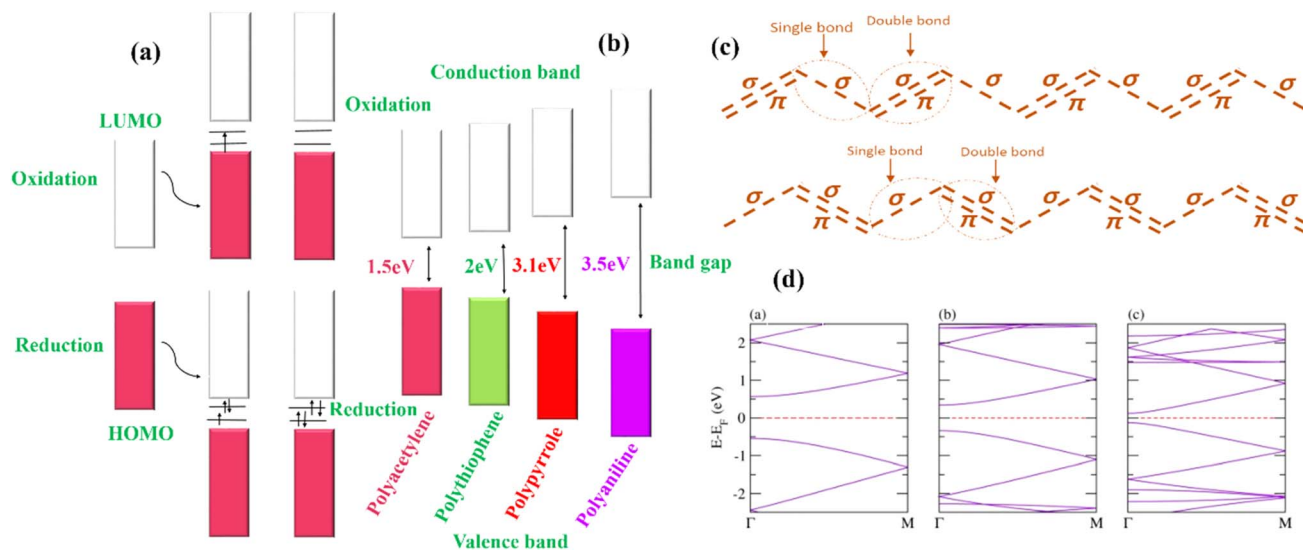 (a)
LUMO
Oxidation
Oxidation
Reduction
HOMO
Reduction
(b)
Conduction band
1.5eV
2eV
3.1eV
3.5eV
Band gap
Polyacetylene
Polythiophene
Polypyrrole
Polyaniline
Valence band
(c)
Single bond
Double bond
σ σ σ σ σ σ σ σ
π π π π
Single bond
Double bond
σ σ σ σ σ σ σ σ
π π π π
(d)
(a) (b) (c)
E-E_F (eV)
2
1
0
-1
-2
Γ M Γ M Γ M